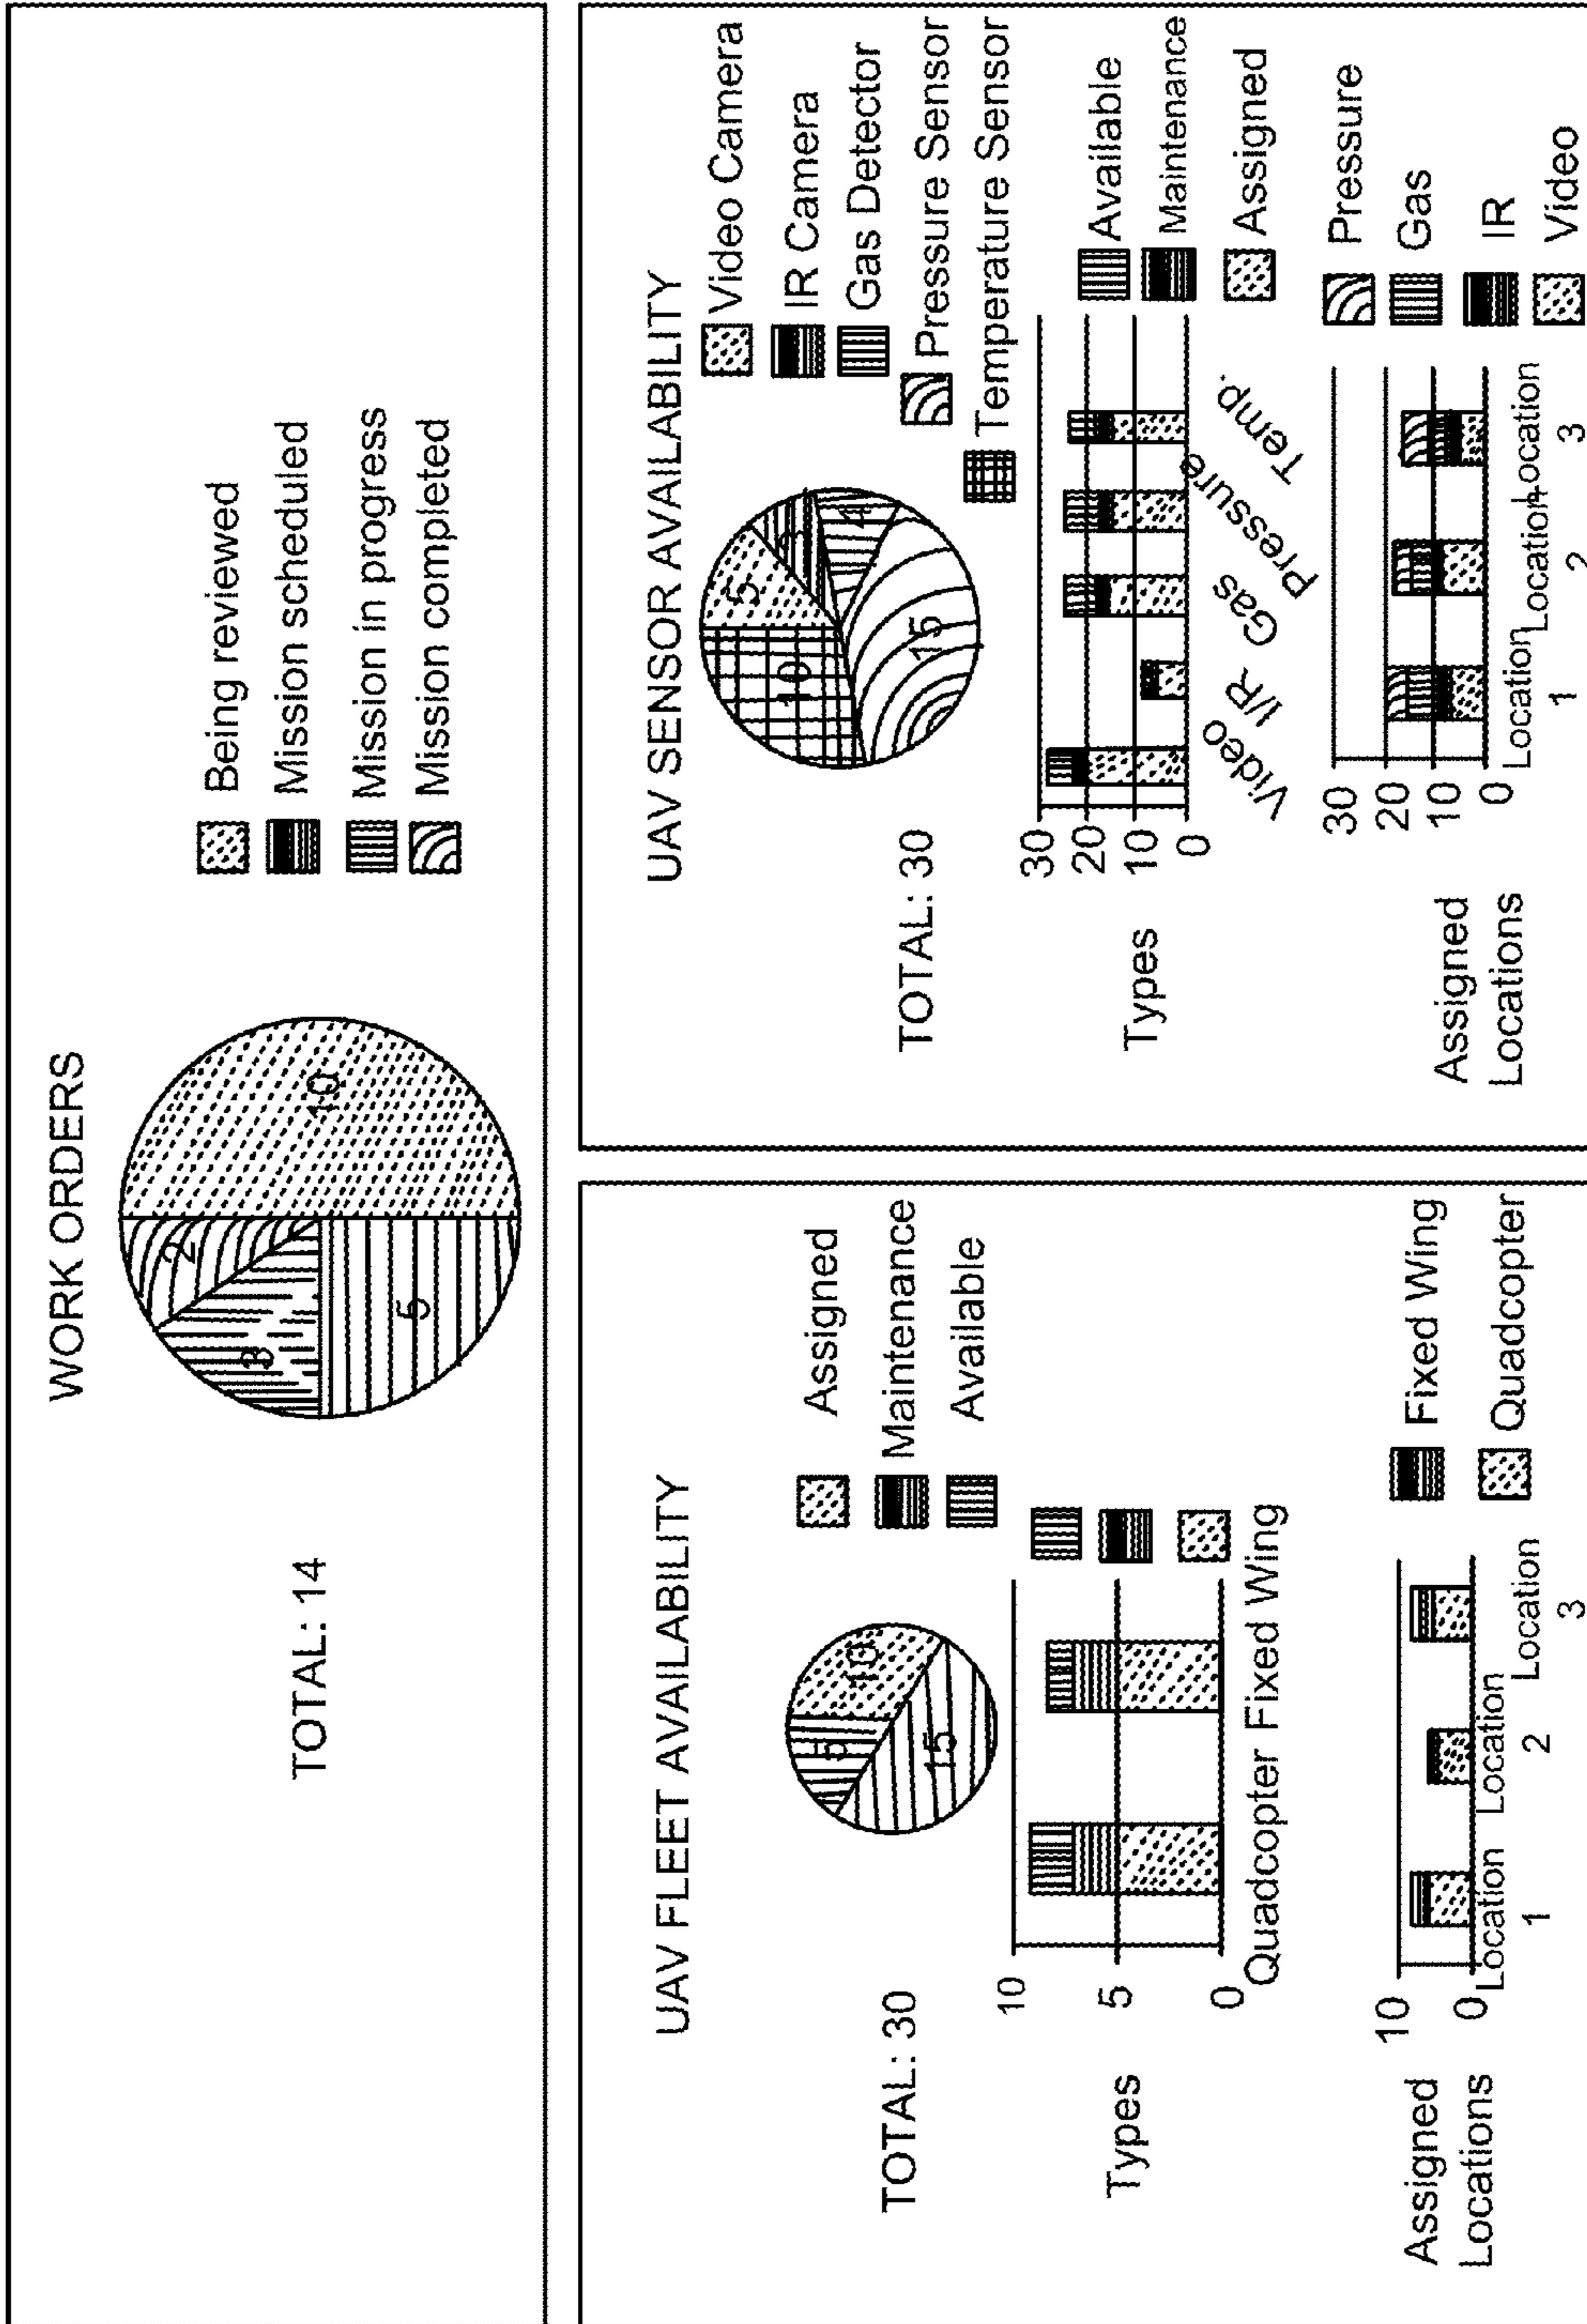 WORK ORDERS
TOTAL: 14
10
5
3
2
Being reviewed
Mission scheduled
Mission in progress
Mission completed
UAV FLEET AVAILABILITY
TOTAL: 30
10
15
5
Assigned
Maintenance
Available
Types
10
5
0
Quadcopter Fixed Wing
Assigned
Locations
10
0
Location
1
Location
2
Location
3
Fixed Wing
Quadcopter
UAV SENSOR AVAILABILITY
TOTAL: 30
5
3
4
15
10
Video Camera
IR Camera
Gas Detector
Pressure Sensor
Temperature Sensor
Types
30
20
10
0
Video
I/R
Gas
Pressure
Temp.
Available
Maintenance
Assigned
Assigned
Locations
30
20
10
0
Location
1
Location
2
Location
3
Pressure
Gas
IR
Video